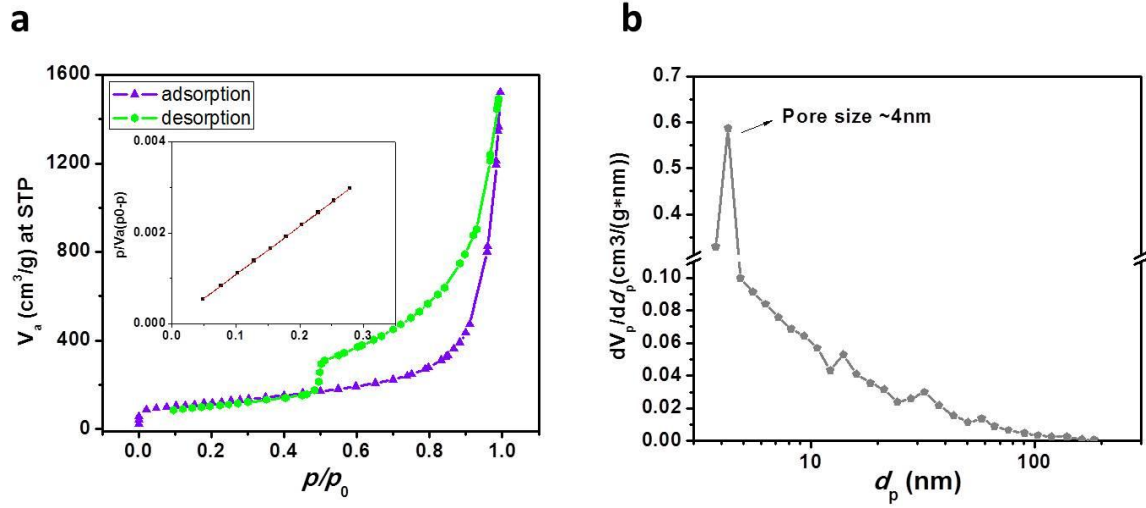 a
1600
1200
800
400
0
V_a (cm^3/g) at STP
adsorption
desorption
0.004
0.002
0.000
p/Va(p0-p)
0.0 0.1 0.2 0.3
0.0 0.2 0.4 0.6 0.8 1.0
p/p_0
b
0.7
0.6
0.5
0.4
0.10
0.08
0.06
0.04
0.02
0.00
dV_p/dd_p(cm3/(g*nm))
Pore size ~4nm
10 100
d_p (nm)